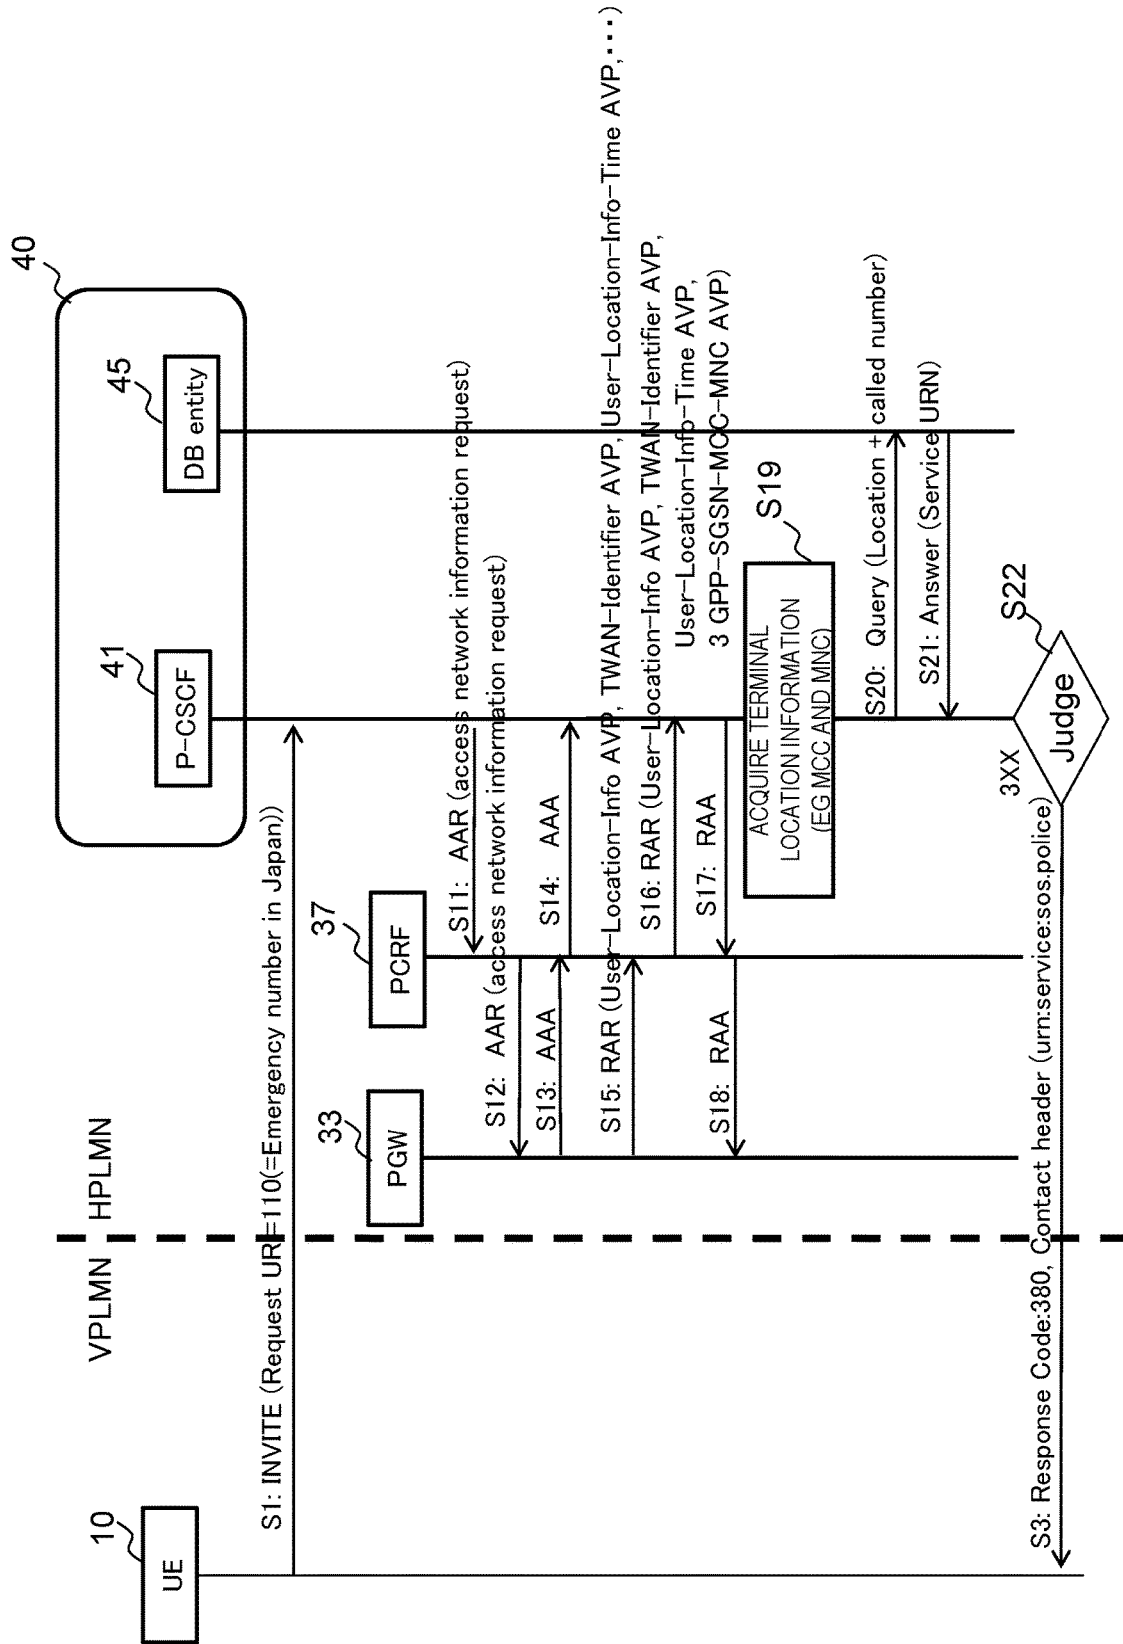 VPLMN
HPLMN
40
10
UE
33
PGW
37
PCRF
41
P-CSCF
45
DB entity
S1: INVITE (Request URI=110(=Emergency number in Japan))
S11: AAR (access network information request)
S12: AAR (access network information request)
S13: AAA
S14: AAA
S15: RAR (User-Location-Info AVP, TWAN-Identifier AVP, User-Location-Info-Time AVP,···)
S16: RAR (User-Location-Info AVP, TWAN-Identifier AVP,
User-Location-Info-Time AVP,
3 GPP-SGSN-MCC-MNC AVP)
S17: RAA
S18: RAA
S19
ACQUIRE TERMINAL
LOCATION INFORMATION
(EG MCC AND MNC)
S20: Query (Location + called number)
S21: Answer (Service URN)
S22
Judge
3XX
S3: Response Code:380, Contact header (urn:service:sos.police)